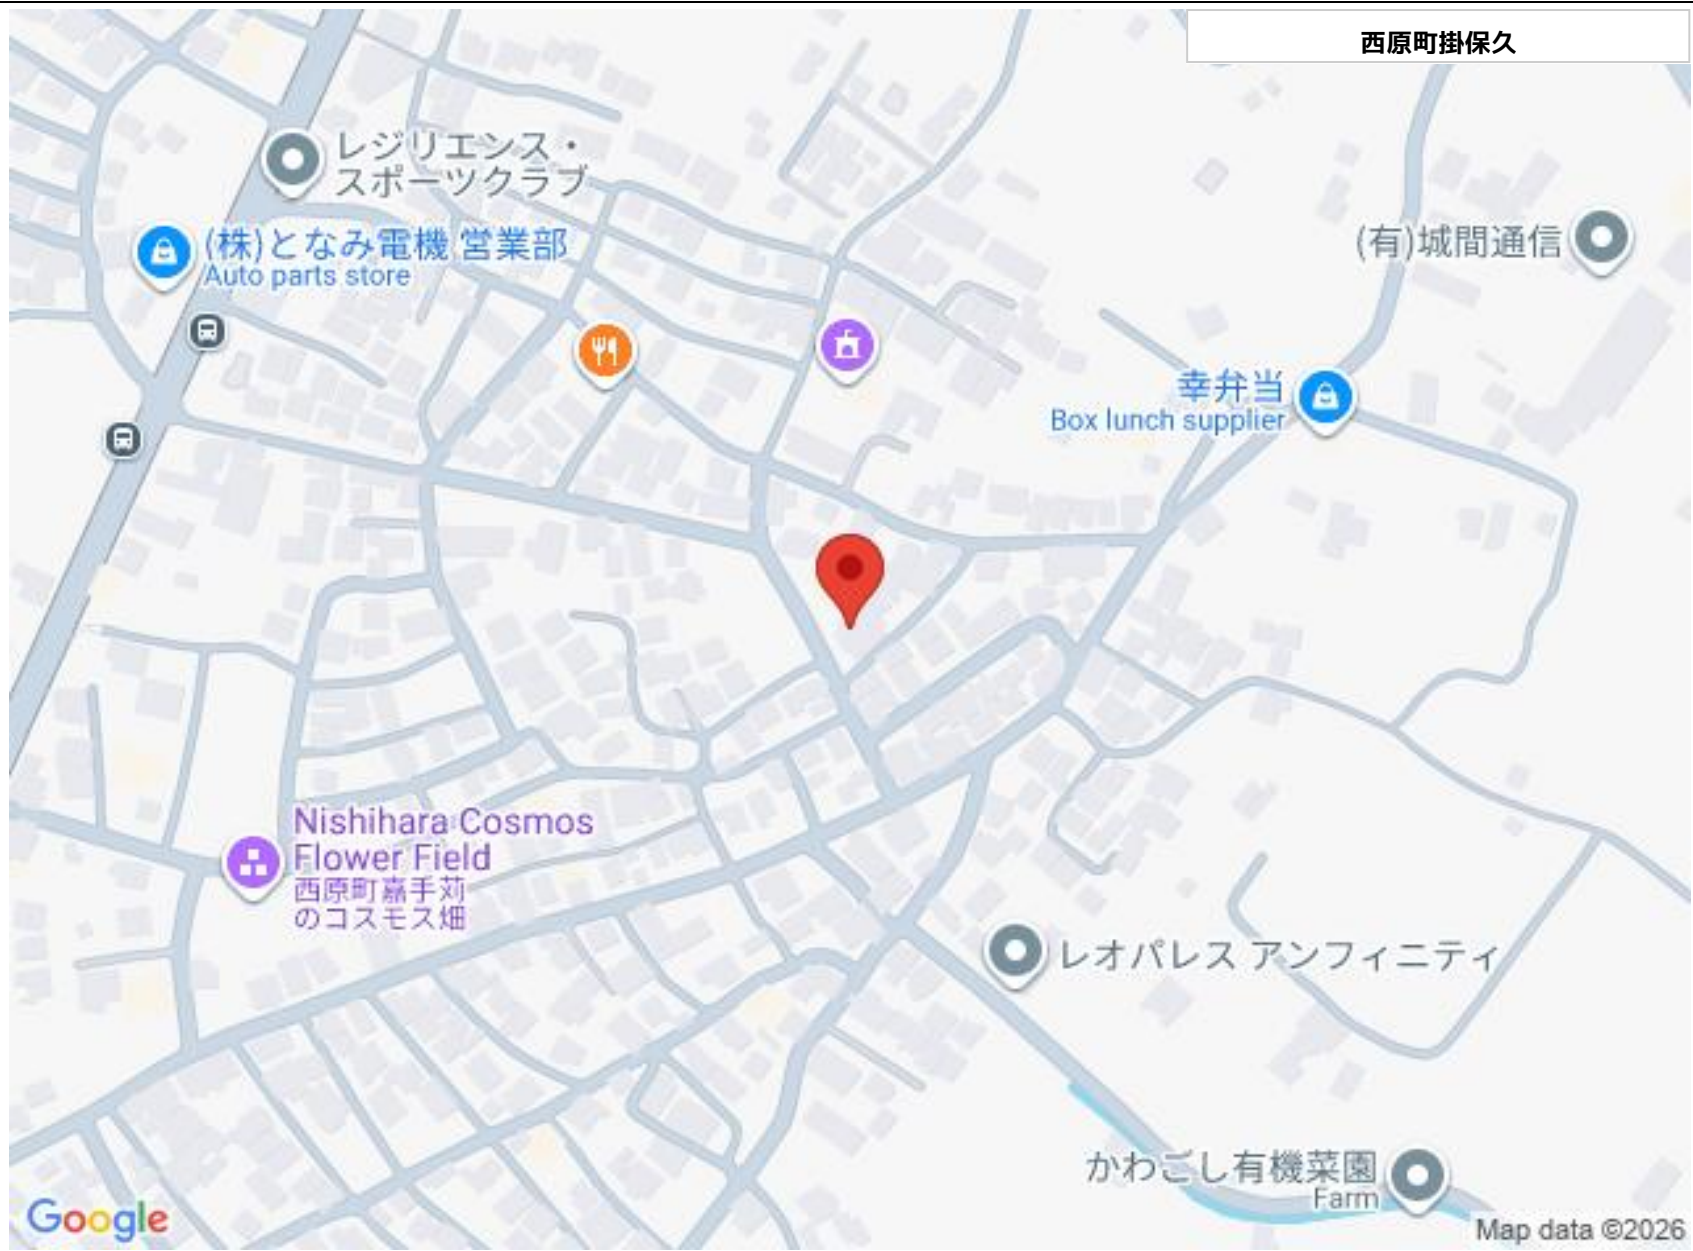 西原町掛保久
レジリエンス・
スポーツクラブ
(株)となみ電機 営業部
Auto parts store
(有)城間通信
幸弁当
Box lunch supplier
Nishihara Cosmos
Flower Field
西原町嘉手苅
のコスモス畑
レオパレス アンフィニティ
かわごし有機菜園
Farm
Google
Map data ©2026